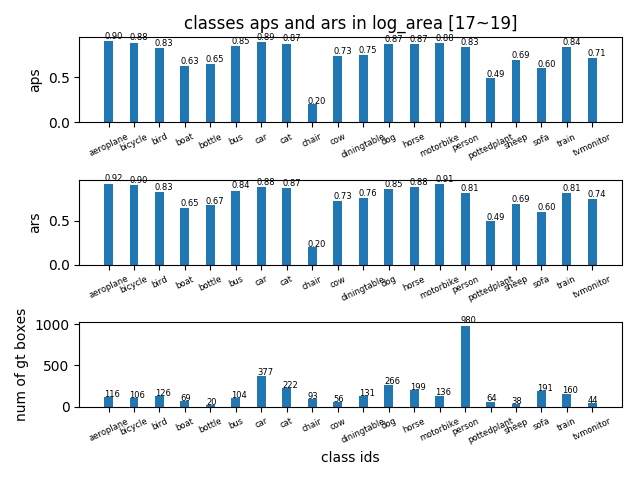 classes aps and ars in log_area [17~19]
aps
0.5
0.0
0.90 0.88 0.83 0.63 0.65 0.85 0.89 0.87 0.20 0.73 0.75 0.87 0.87 0.88 0.83 0.49 0.69 0.60 0.84 0.71
aeroplane bicycle bird boat bottle bus car cat chair cow diningtable dog horse motorbike person pottedplant sheep sofa train tvmonitor
ars
0.5
0.0
0.92 0.90 0.83 0.65 0.67 0.84 0.88 0.87 0.20 0.73 0.76 0.85 0.88 0.91 0.81 0.49 0.69 0.60 0.81 0.74
aeroplane bicycle bird boat bottle bus car cat chair cow diningtable dog horse motorbike person pottedplant sheep sofa train tvmonitor
num of gt boxes
1000
500
0
116 106 126 69 20 104 377 222 93 56 131 266 199 136 980 64 38 191 160 44
aeroplane bicycle bird boat bottle bus car cat chair cow diningtable dog horse motorbike person pottedplant sheep sofa train tvmonitor
class ids